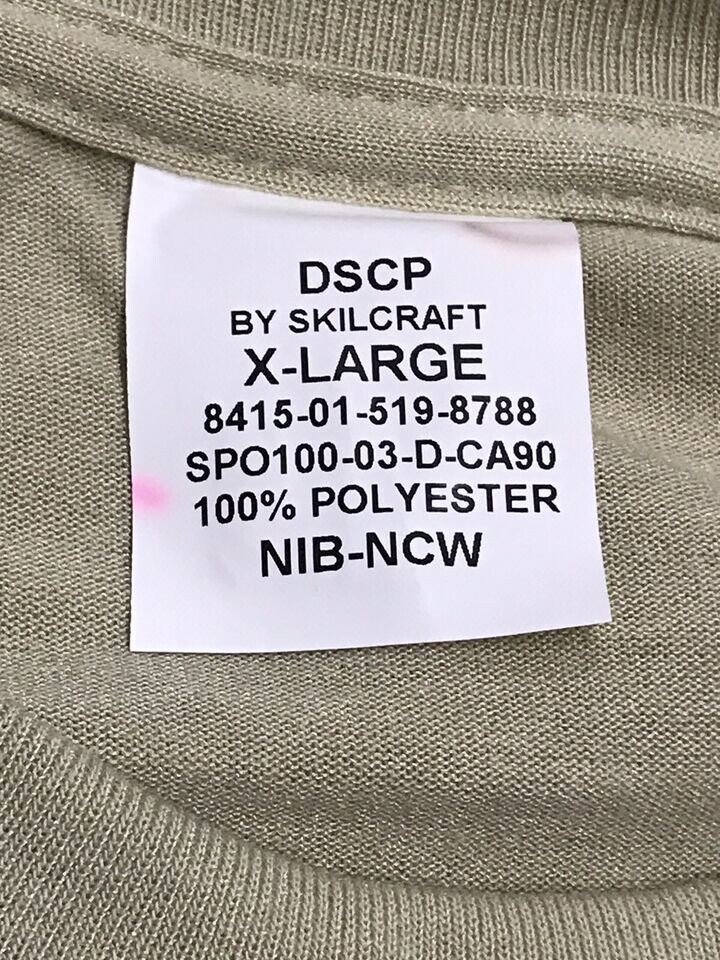 DSCP
BY SKILCRAFT
X-LARGE
8415-01-519-8788
SPO100-03-D-CA90
100% POLYESTER
NIB-NCW